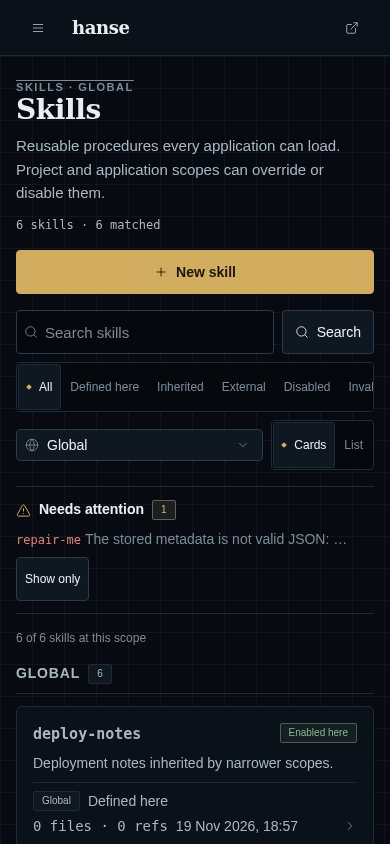 hanse
SKILLS · GLOBAL
Skills
Reusable procedures every application can load.
Project and application scopes can override or
disable them.
6 skills · 6 matched
New skill
Search skills
Search
All Defined here Inherited External Disabled Inval
Global
Cards List
Needs attention 1
repair-me The stored metadata is not valid JSON: …
Show only
6 of 6 skills at this scope
GLOBAL 6
deploy-notes
Enabled here
Deployment notes inherited by narrower scopes.
Global Defined here
0 files · 0 refs 19 Nov 2026, 18:57